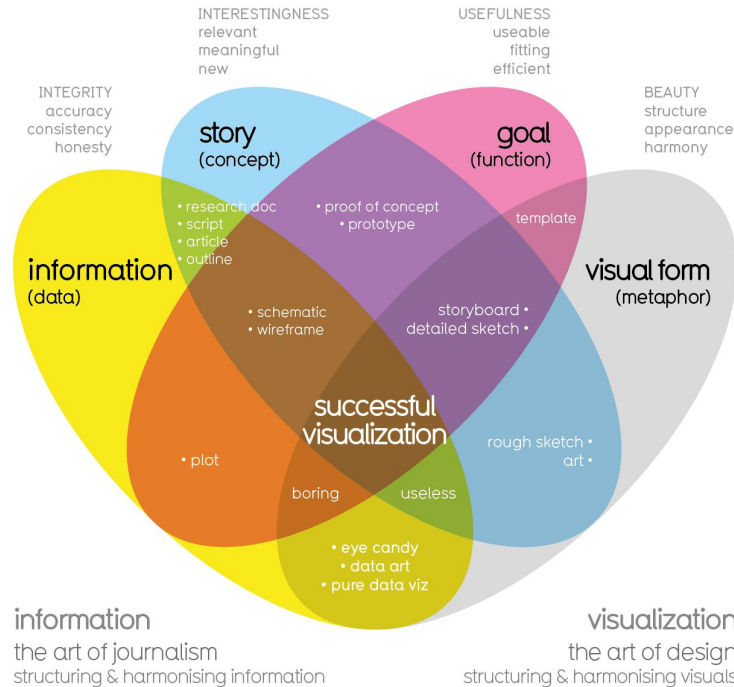 INTERESTINGNESS
relevant
meaningful
new
USEFULNESS
useable
fitting
efficient
INTEGRITY
accuracy
consistency
honesty
BEAUTY
structure
appearance
harmony
story
(concept)
goal
(function)
• research doc
• script
• article
• outline
• proof of concept
• prototype
template
information
(data)
visual form
(metaphor)
• schematic
• wireframe
storyboard •
detailed sketch •
successful
visualization
• plot
rough sketch •
art •
boring
useless
• eye candy
• data art
• pure data viz
information
the art of journalism
structuring & harmonising information
visualization
the art of design
structuring & harmonising visuals